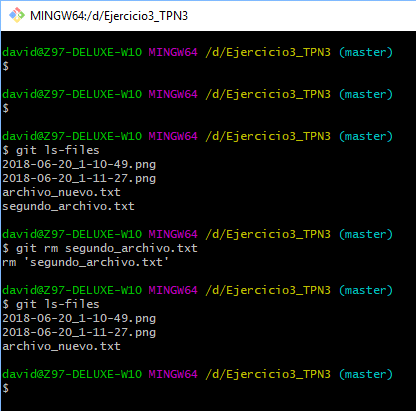 MINGW64:/d/Ejercicio3_TPN3
david@Z97-DELUXE-W10 MINGW64 /d/Ejercicio3_TPN3 (master)
$
david@Z97-DELUXE-W10 MINGW64 /d/Ejercicio3_TPN3 (master)
$
david@Z97-DELUXE-W10 MINGW64 /d/Ejercicio3_TPN3 (master)
$ git ls-files
2018-06-20_1-10-49.png
2018-06-20_1-11-27.png
archivo_nuevo.txt
segundo_archivo.txt
david@Z97-DELUXE-W10 MINGW64 /d/Ejercicio3_TPN3 (master)
$ git rm segundo_archivo.txt
rm 'segundo_archivo.txt'
david@Z97-DELUXE-W10 MINGW64 /d/Ejercicio3_TPN3 (master)
$ git ls-files
2018-06-20_1-10-49.png
2018-06-20_1-11-27.png
archivo_nuevo.txt
david@Z97-DELUXE-W10 MINGW64 /d/Ejercicio3_TPN3 (master)
$